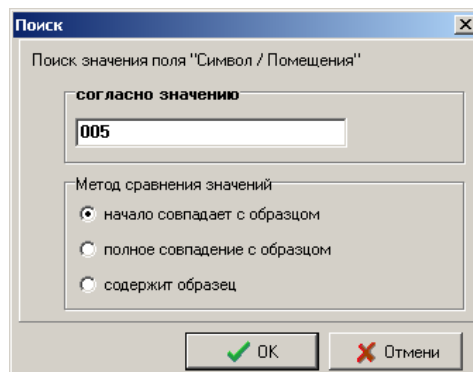 Поиск
Поиск значения поля "Символ / Помещения"
согласно значению
005
Метод сравнения значений
начало совпадает с образцом
полное совпадение с образцом
содержит образец
OK
Отмени